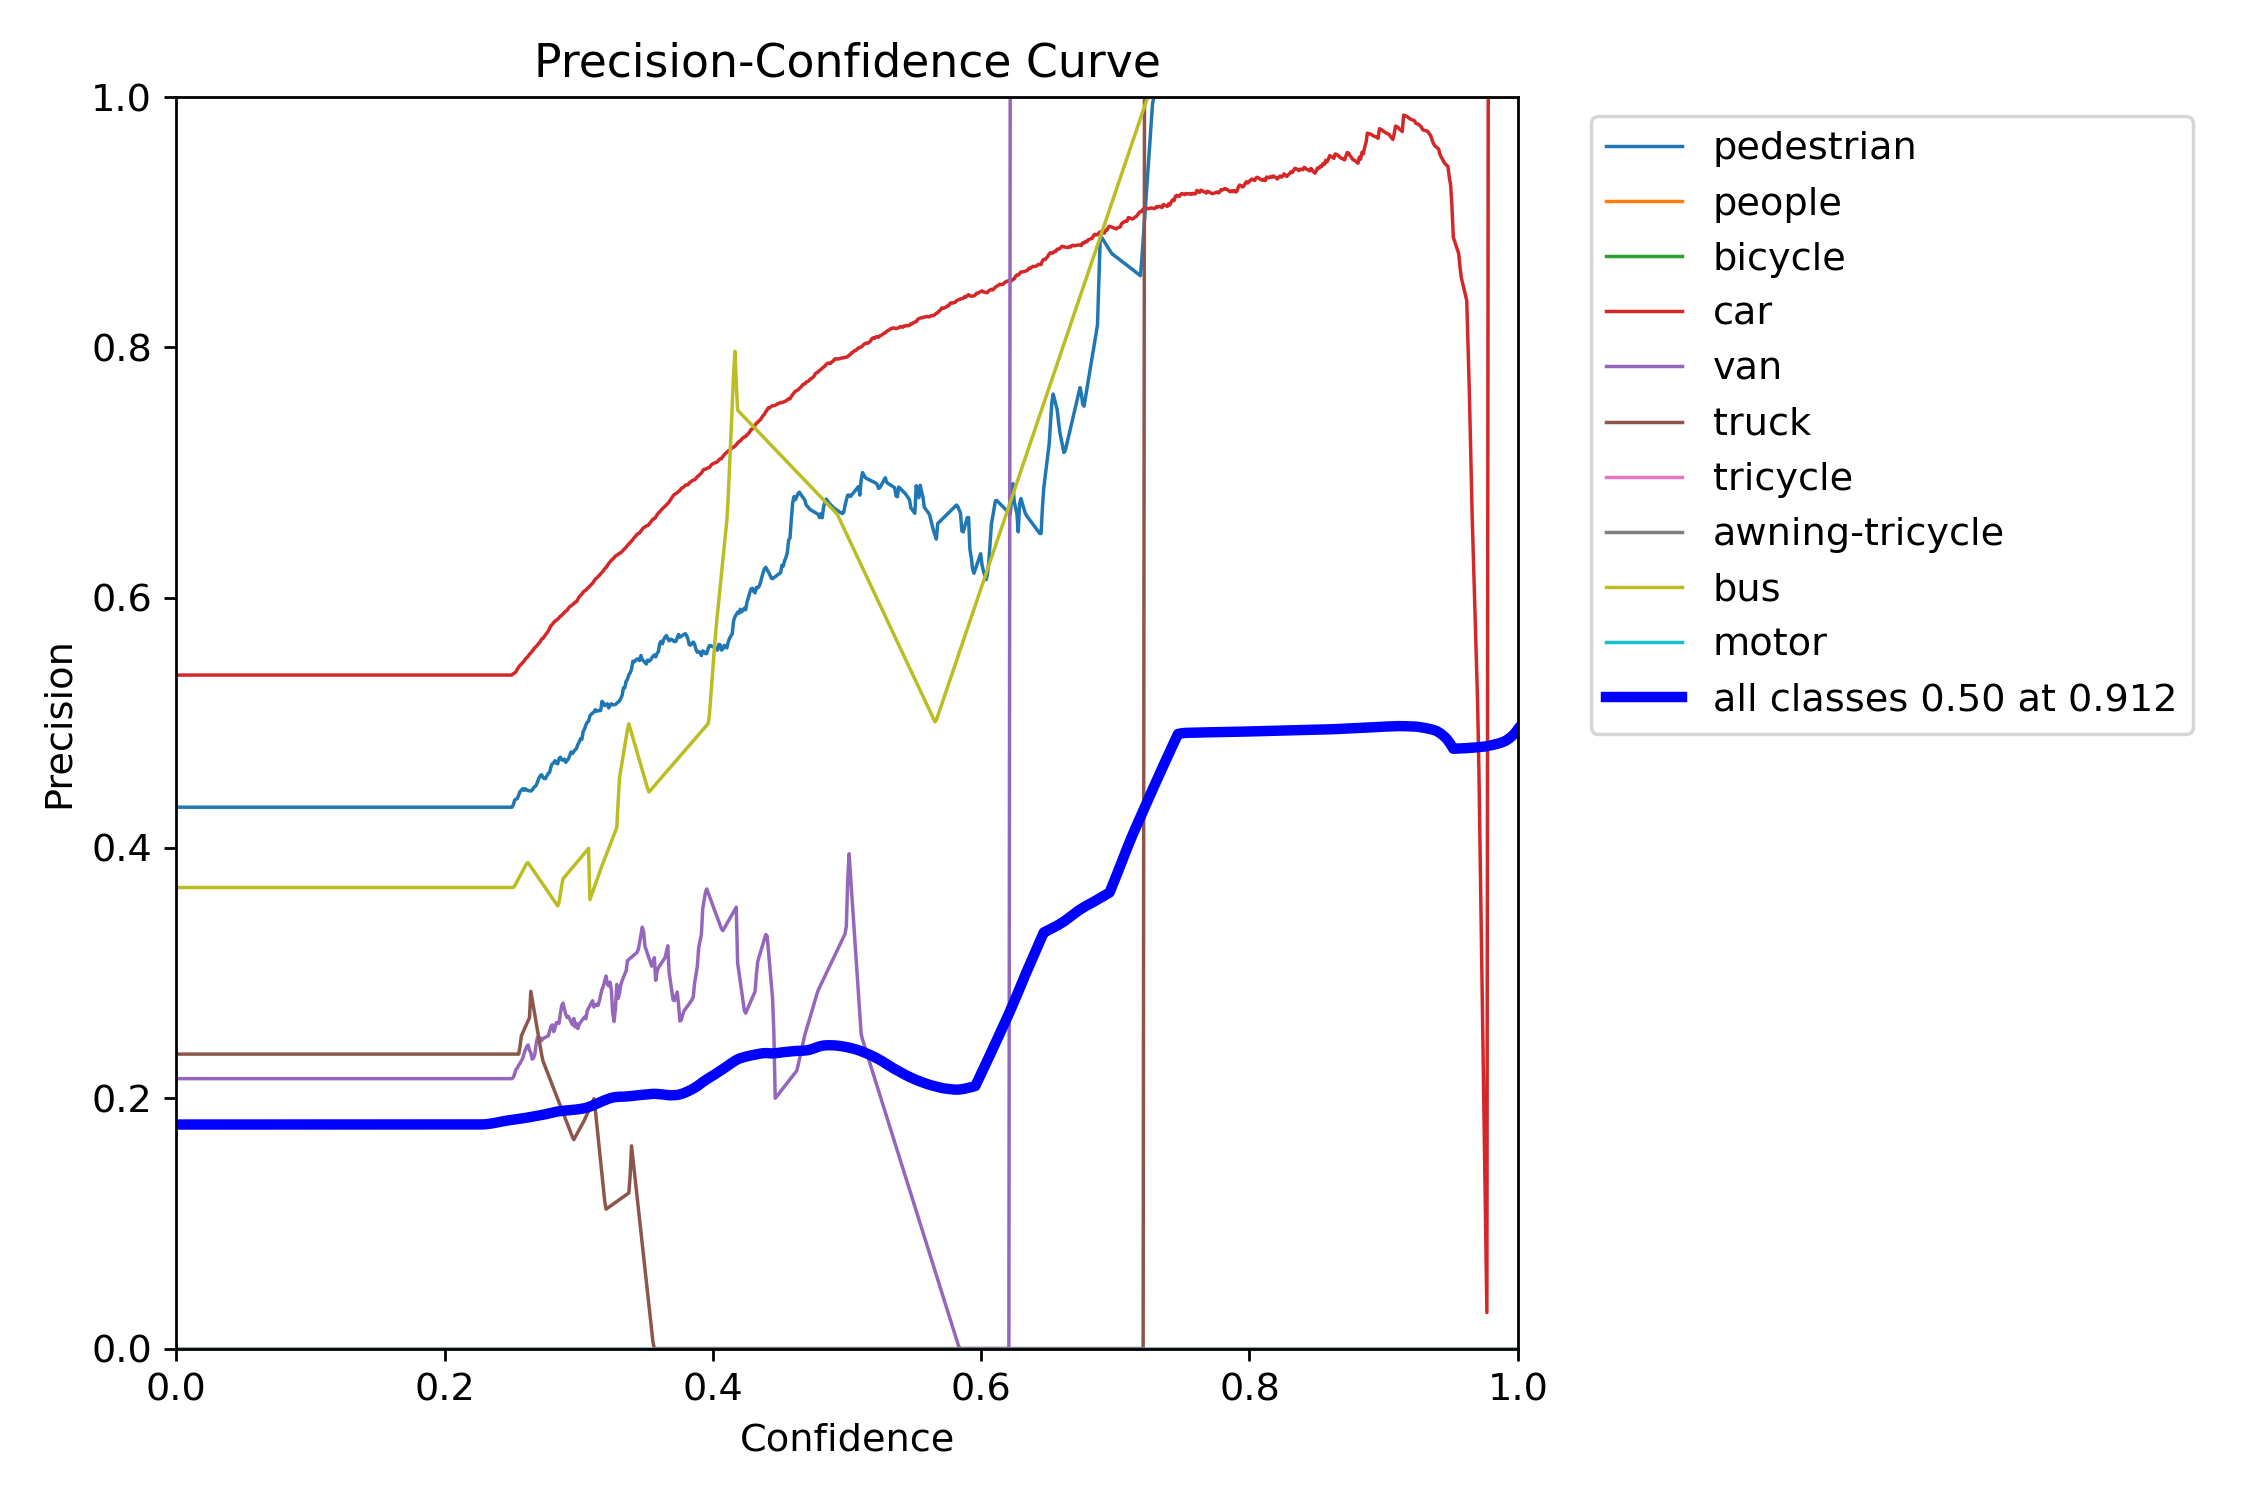 Precision-Confidence Curve
1.0
0.8
0.6
0.4
0.2
0.0
Precision
0.0 0.2 0.4 0.6 0.8 1.0
Confidence
pedestrian
people
bicycle
car
van
truck
tricycle
awning-tricycle
bus
motor
all classes 0.50 at 0.912